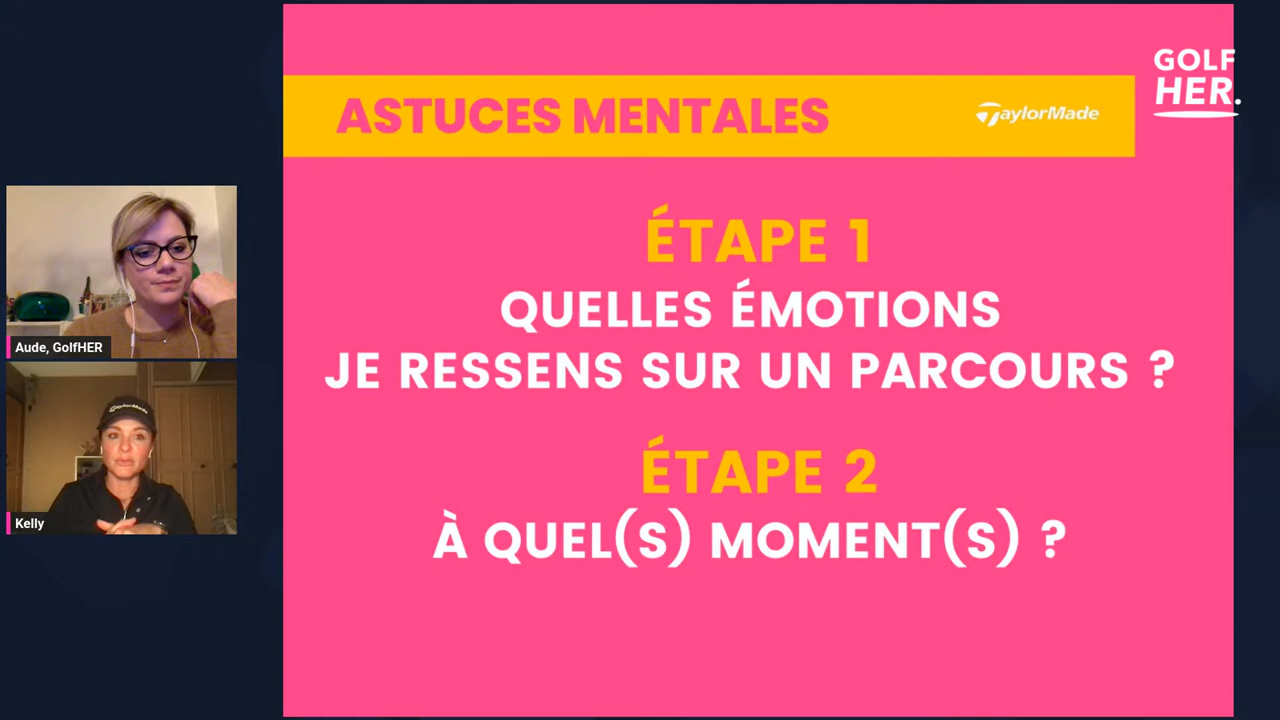 ASTUCES MENTALES
TaylorMade
GOLF
HER.
ÉTAPE 1
QUELLES ÉMOTIONS
JE RESSENS SUR UN PARCOURS ?
ÉTAPE 2
À QUEL(S) MOMENT(S) ?
Aude, GolfHER
TaylorMade
Kelly